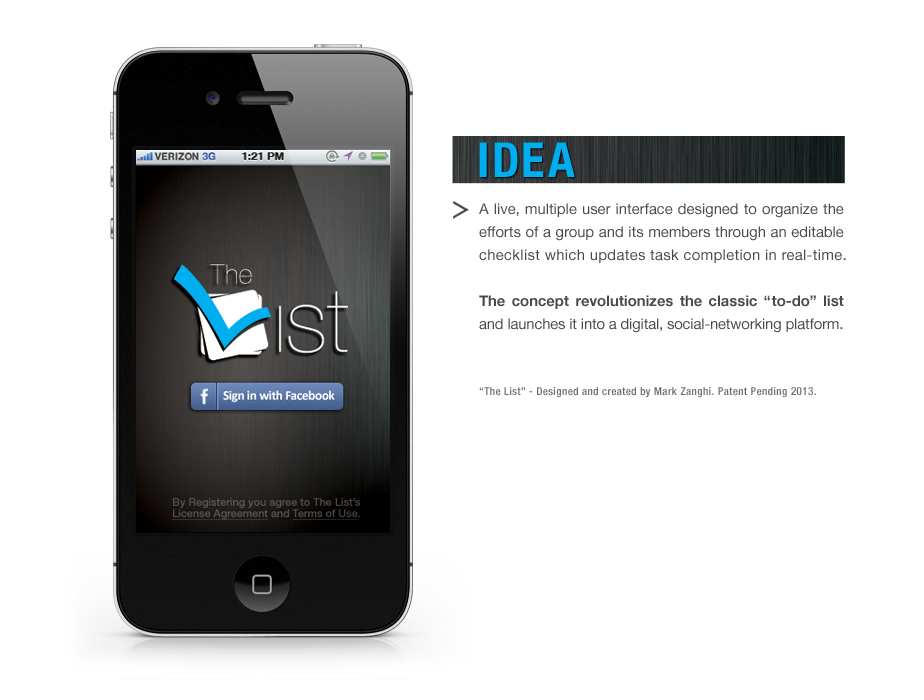 VERIZON 3G 1:21 PM
The
List
f Sign in with Facebook
By Registering you agree to The List's
License Agreement and Terms of Use.
IDEA
> A live, multiple user interface designed to organize the
efforts of a group and its members through an editable
checklist which updates task completion in real-time.
The concept revolutionizes the classic “to-do” list
and launches it into a digital, social-networking platform.
“The List” - Designed and created by Mark Zanghi. Patent Pending 2013.